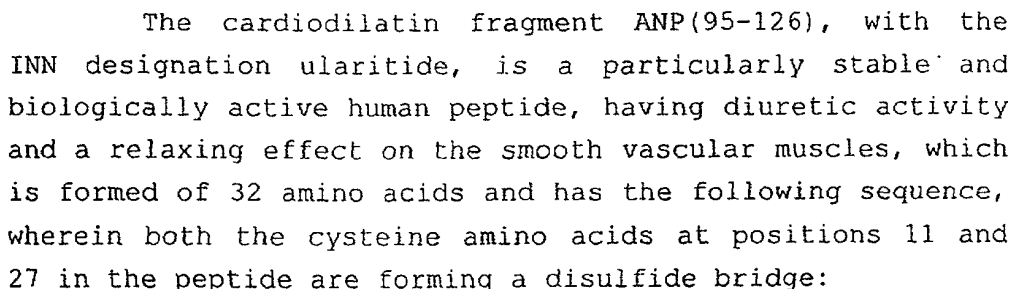 The cardiodilatin fragment ANP(95-126), with the
INN designation ularitide, is a particularly stable and
biologically active human peptide, having diuretic activity
and a relaxing effect on the smooth vascular muscles, which
is formed of 32 amino acids and has the following sequence,
wherein both the cysteine amino acids at positions 11 and
27 in the peptide are forming a disulfide bridge: